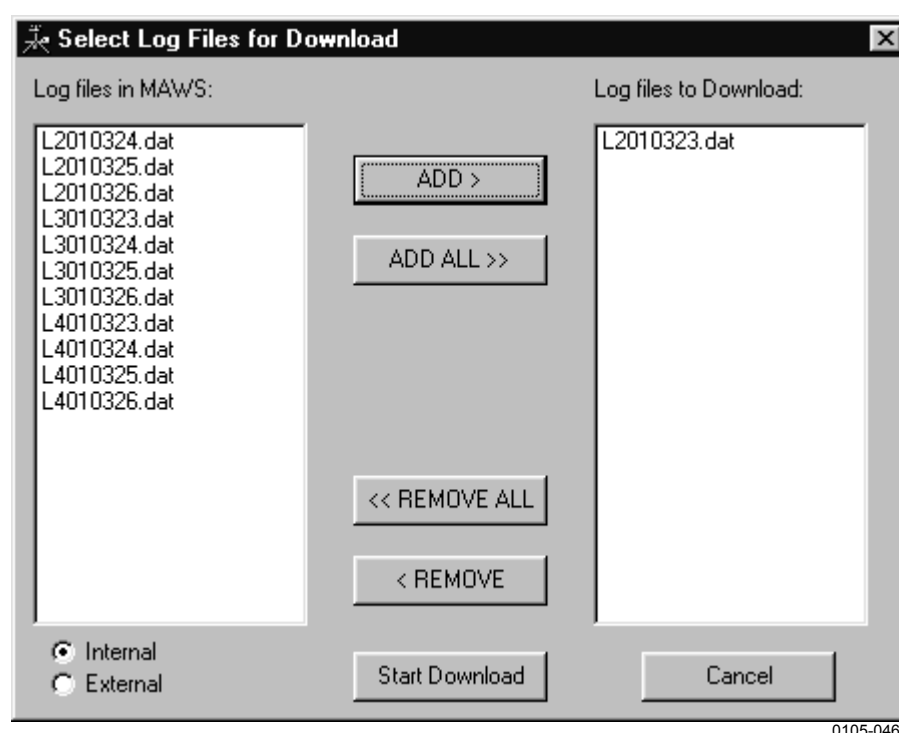 Select Log Files for Download
Log files in MAWS:
Log files to Download:
L2010324.dat
L2010325.dat
L2010326.dat
L3010323.dat
L3010324.dat
L3010325.dat
L3010326.dat
L4010323.dat
L4010324.dat
L4010325.dat
L4010326.dat
ADD >
ADD ALL >>
<< REMOVE ALL
< REMOVE
L2010323.dat
Internal
External
Start Download
Cancel
0105-046